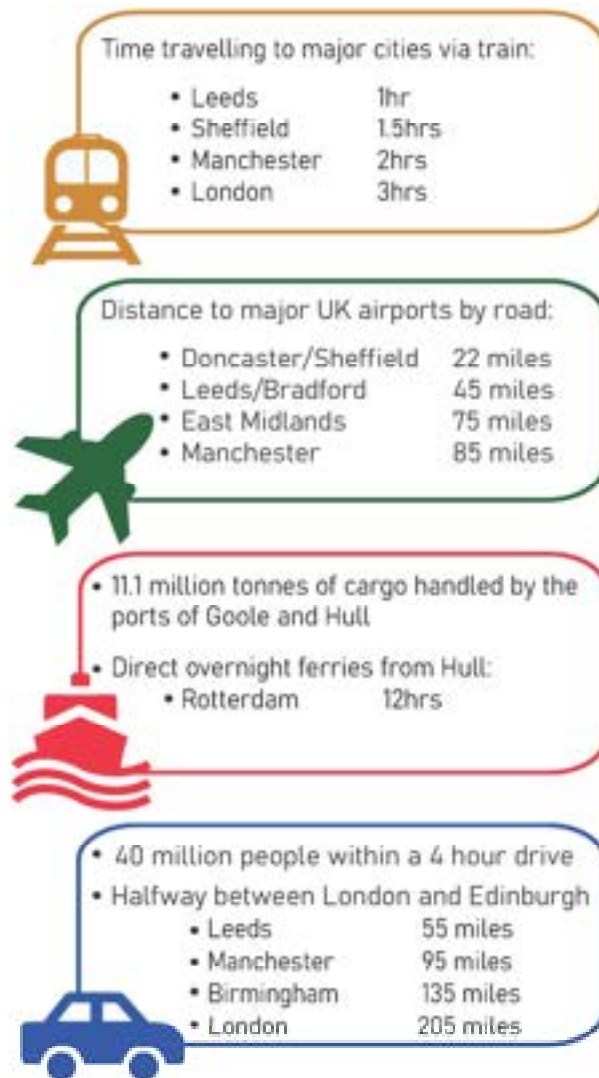 Time travelling to major cities via train:
• Leeds 1hr
• Sheffield 1.5hrs
• Manchester 2hrs
• London 3hrs
Distance to major UK airports by road:
• Doncaster/Sheffield 22 miles
• Leeds/Bradford 45 miles
• East Midlands 75 miles
• Manchester 85 miles
• 11.1 million tonnes of cargo handled by the
ports of Goole and Hull
• Direct overnight ferries from Hull:
• Rotterdam 12hrs
• 40 million people within a 4 hour drive
• Halfway between London and Edinburgh
• Leeds 55 miles
• Manchester 95 miles
• Birmingham 135 miles
• London 205 miles